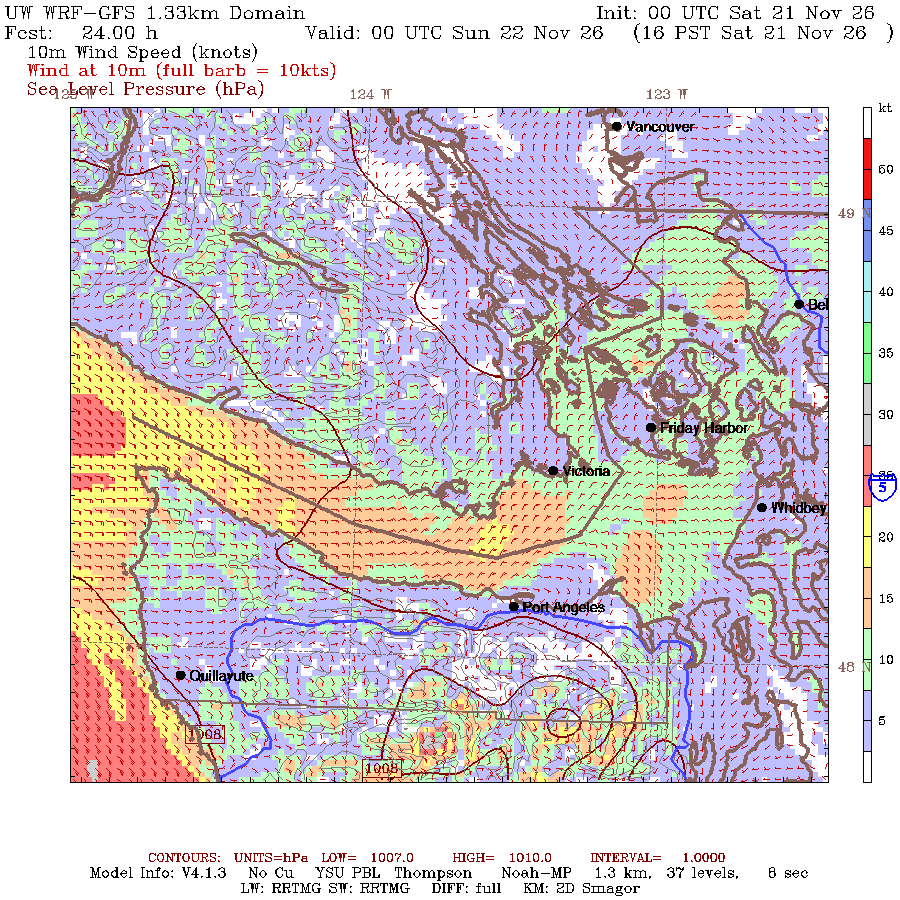 UW WRF-GFS 1.33km Domain Init: 00 UTC Sat 21 Nov 26
Fcst: 24.00 h Valid: 00 UTC Sun 22 Nov 26 (16 PST Sat 21 Nov 26 )
10m Wind Speed (knots)
Wind at 10m (full barb = 10kts)
Sea Level Pressure (hPa)
125 W 124 W 123 W
kt
Vancouver
60
49 N
45
Bel
40
35
30
Friday Harbor
Victoria
25
5
Whidbey
20
15
Port Angeles
10
48 N
Quillayute
5
1008
1008
CONTOURS: UNITS=hPa LOW= 1007.0 HIGH= 1010.0 INTERVAL= 1.0000
Model Info: V4.1.3 No Cu YSU PBL Thompson Noah-MP 1.3 km, 37 levels, 8 sec
LW: RRTMG SW: RRTMG DIFF: full KM: 2D Smagor